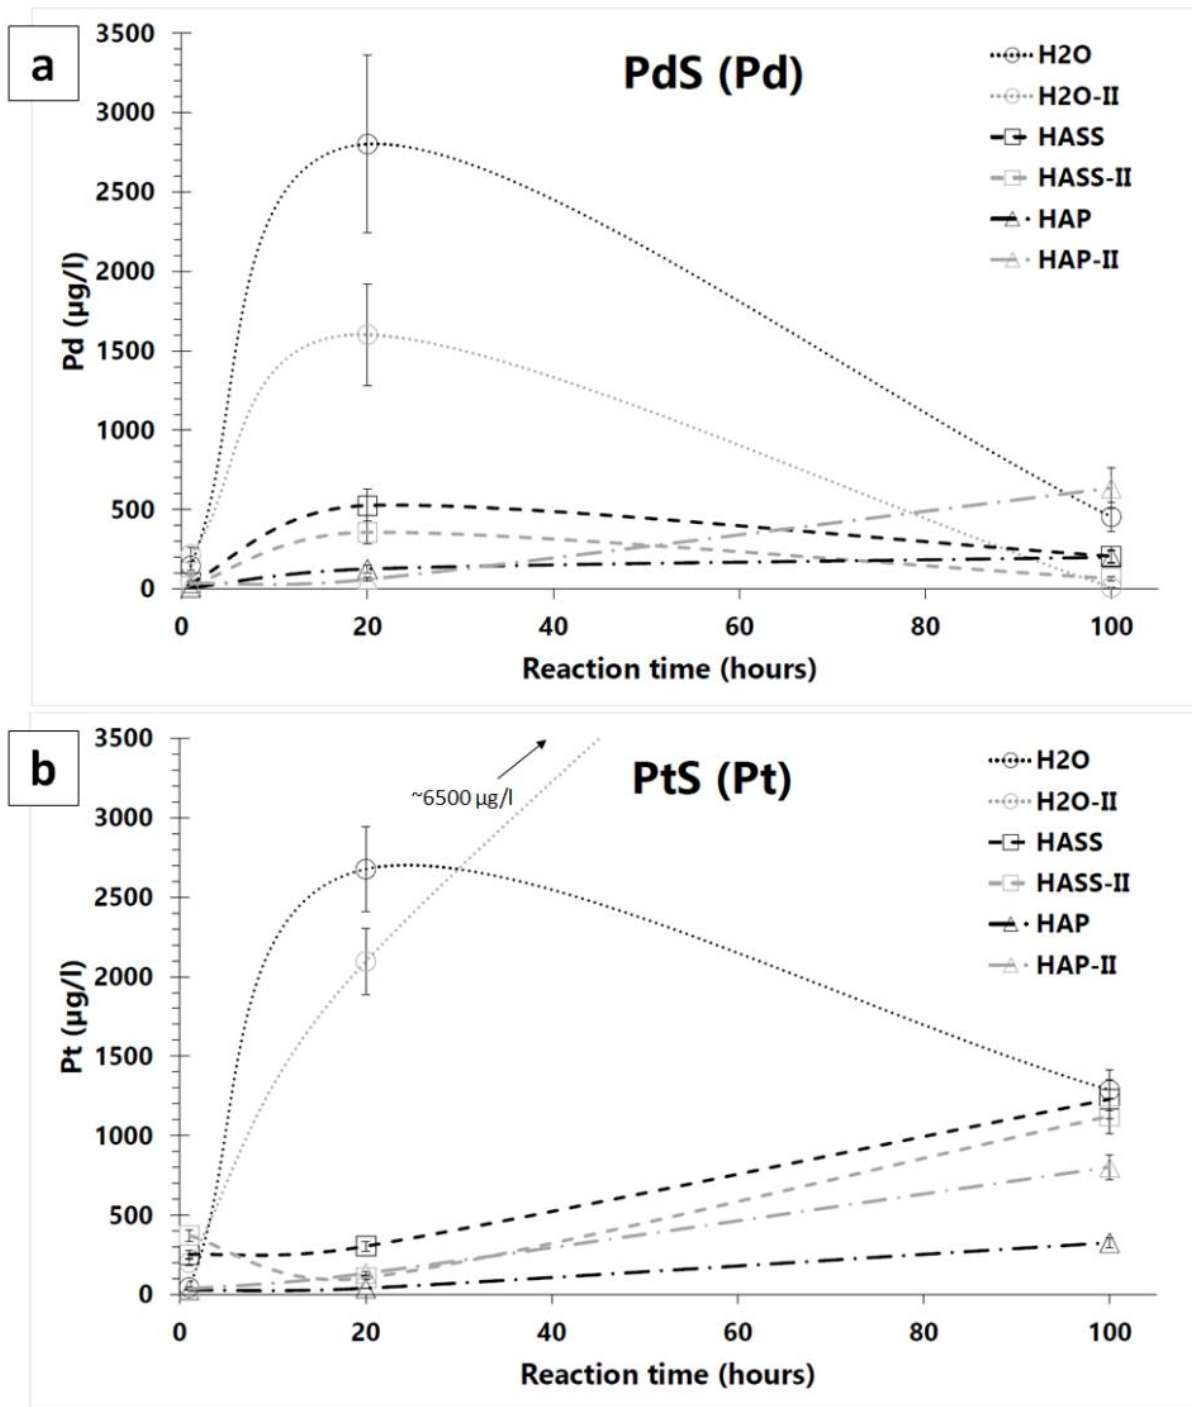 a
PdS (Pd)
3500
3000
2500
2000
1500
1000
500
0
Pd (µg/l)
H2O
H2O-II
HASS
HASS-II
HAP
HAP-II
0 20 40 60 80 100
Reaction time (hours)
b
PtS (Pt)
3500
3000
2500
2000
1500
1000
500
0
Pt (µg/l)
~6500 µg/l
H2O
H2O-II
HASS
HASS-II
HAP
HAP-II
0 20 40 60 80 100
Reaction time (hours)